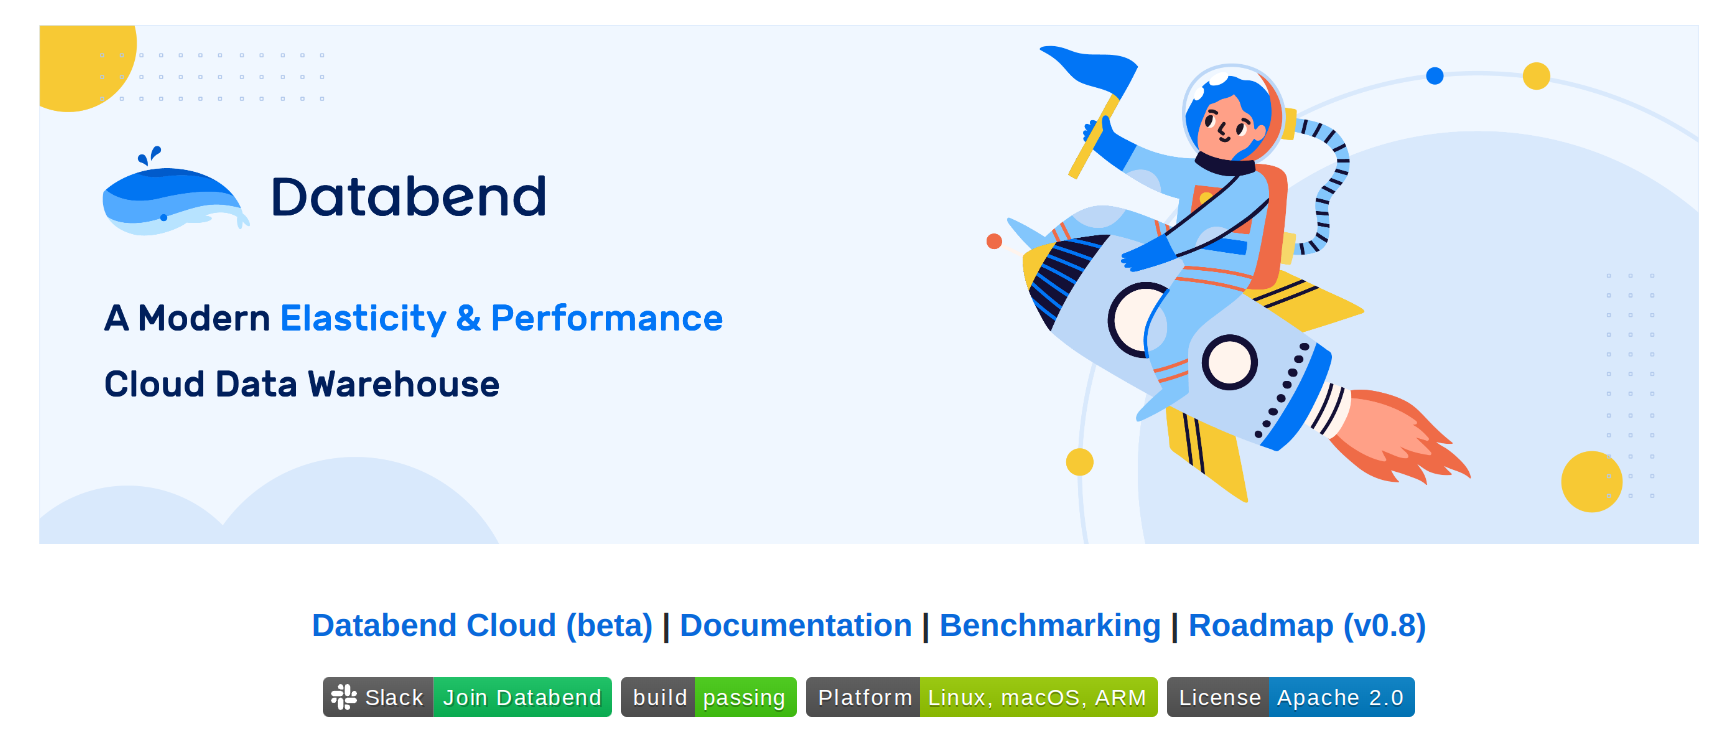 Databend
A Modern Elasticity & Performance
Cloud Data Warehouse
Databend Cloud (beta) | Documentation | Benchmarking | Roadmap (v0.8)
Slack Join Databend build passing Platform Linux, macOS, ARM License Apache 2.0